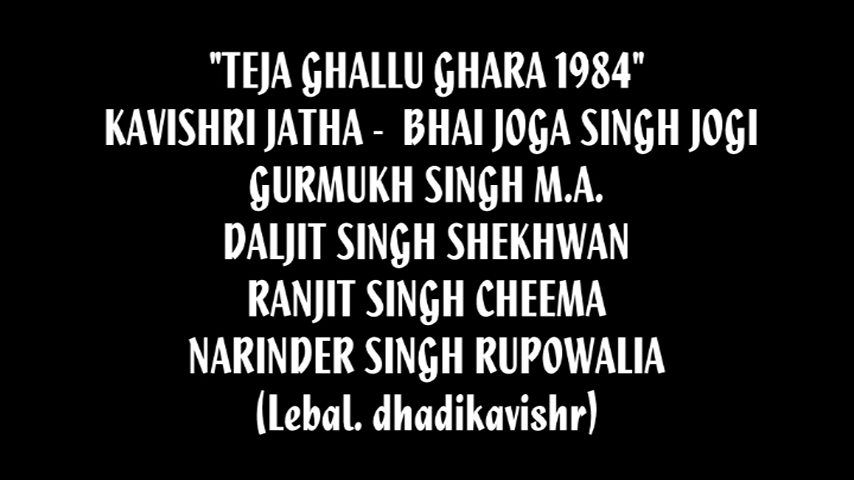 "TEJA GHALLU GHARA 1984"
KAVISHRI JATHA - BHAI JOGA SINGH JOGI
GURMUKH SINGH M.A.
DALJIT SINGH SHEKHWAN
RANJIT SINGH CHEEMA
NARINDER SINGH RUPOWALIA
(Lebal. dhadikavishr)